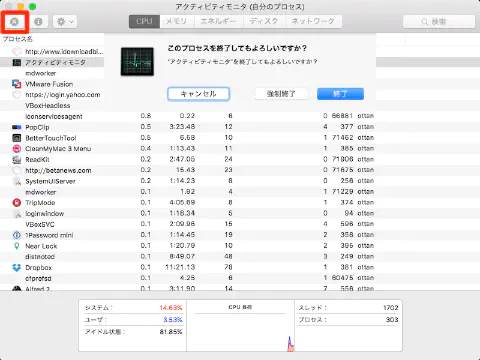 アクティビティモニタ (自分のプロセス)
CPU メモリ エネルギー ディスク ネットワーク 検索
プロセス名
http://www.idownloadbl...
アクティビティモニタ
mdworker
VMware Fusion
https://login.yahoo.com
VBoxHeadless
このプロセスを終了してもよろしいですか?
"アクティビティモニタ"を終了してもよろしいですか?
キャンセル 強制終了 終了
iconservicesagent 0.8 0.22 6 0 66881 ottan
PopClip 0.5 3:23.48 12 4 377 ottan
BetterTouchTool 0.5 6.58 10 1 71462 ottan
CleanMyMac 3 Menu 0.4 1:13.43 11 1 385 ottan
ReadKit 0.2 2:47.05 24 0 71906 ottan
http://betanews.com 0.2 15.43 23 0 71675 ottan
SystemUIServer 0.2 1:14.23 8 0 256 ottan
mdworker 0.1 1.92 4 1 71229 ottan
TripMode 0.1 4:05.09 8 1 374 ottan
loginwindow 0.1 1:18.34 5 0 94 ottan
VBoxSVC 0.1 2:09.96 15 4 596 ottan
1Password mini 0.1 1:14.45 19 2 358 ottan
Near Lock 0.1 1:20.79 10 2 395 ottan
distnoted 0.1 8:49.08 48 3 249 ottan
Dropbox 0.1 11:21.13 76 1 381 ottan
cfprefsd 0.1 4.25 6 1 60475 ottan
Alfred 2 0.1 3:11.90 14
システム: 14.63% CPU 負荷 スレッド: 1702
ユーザ: 3.53% プロセス: 303
アイドル状態: 81.85%